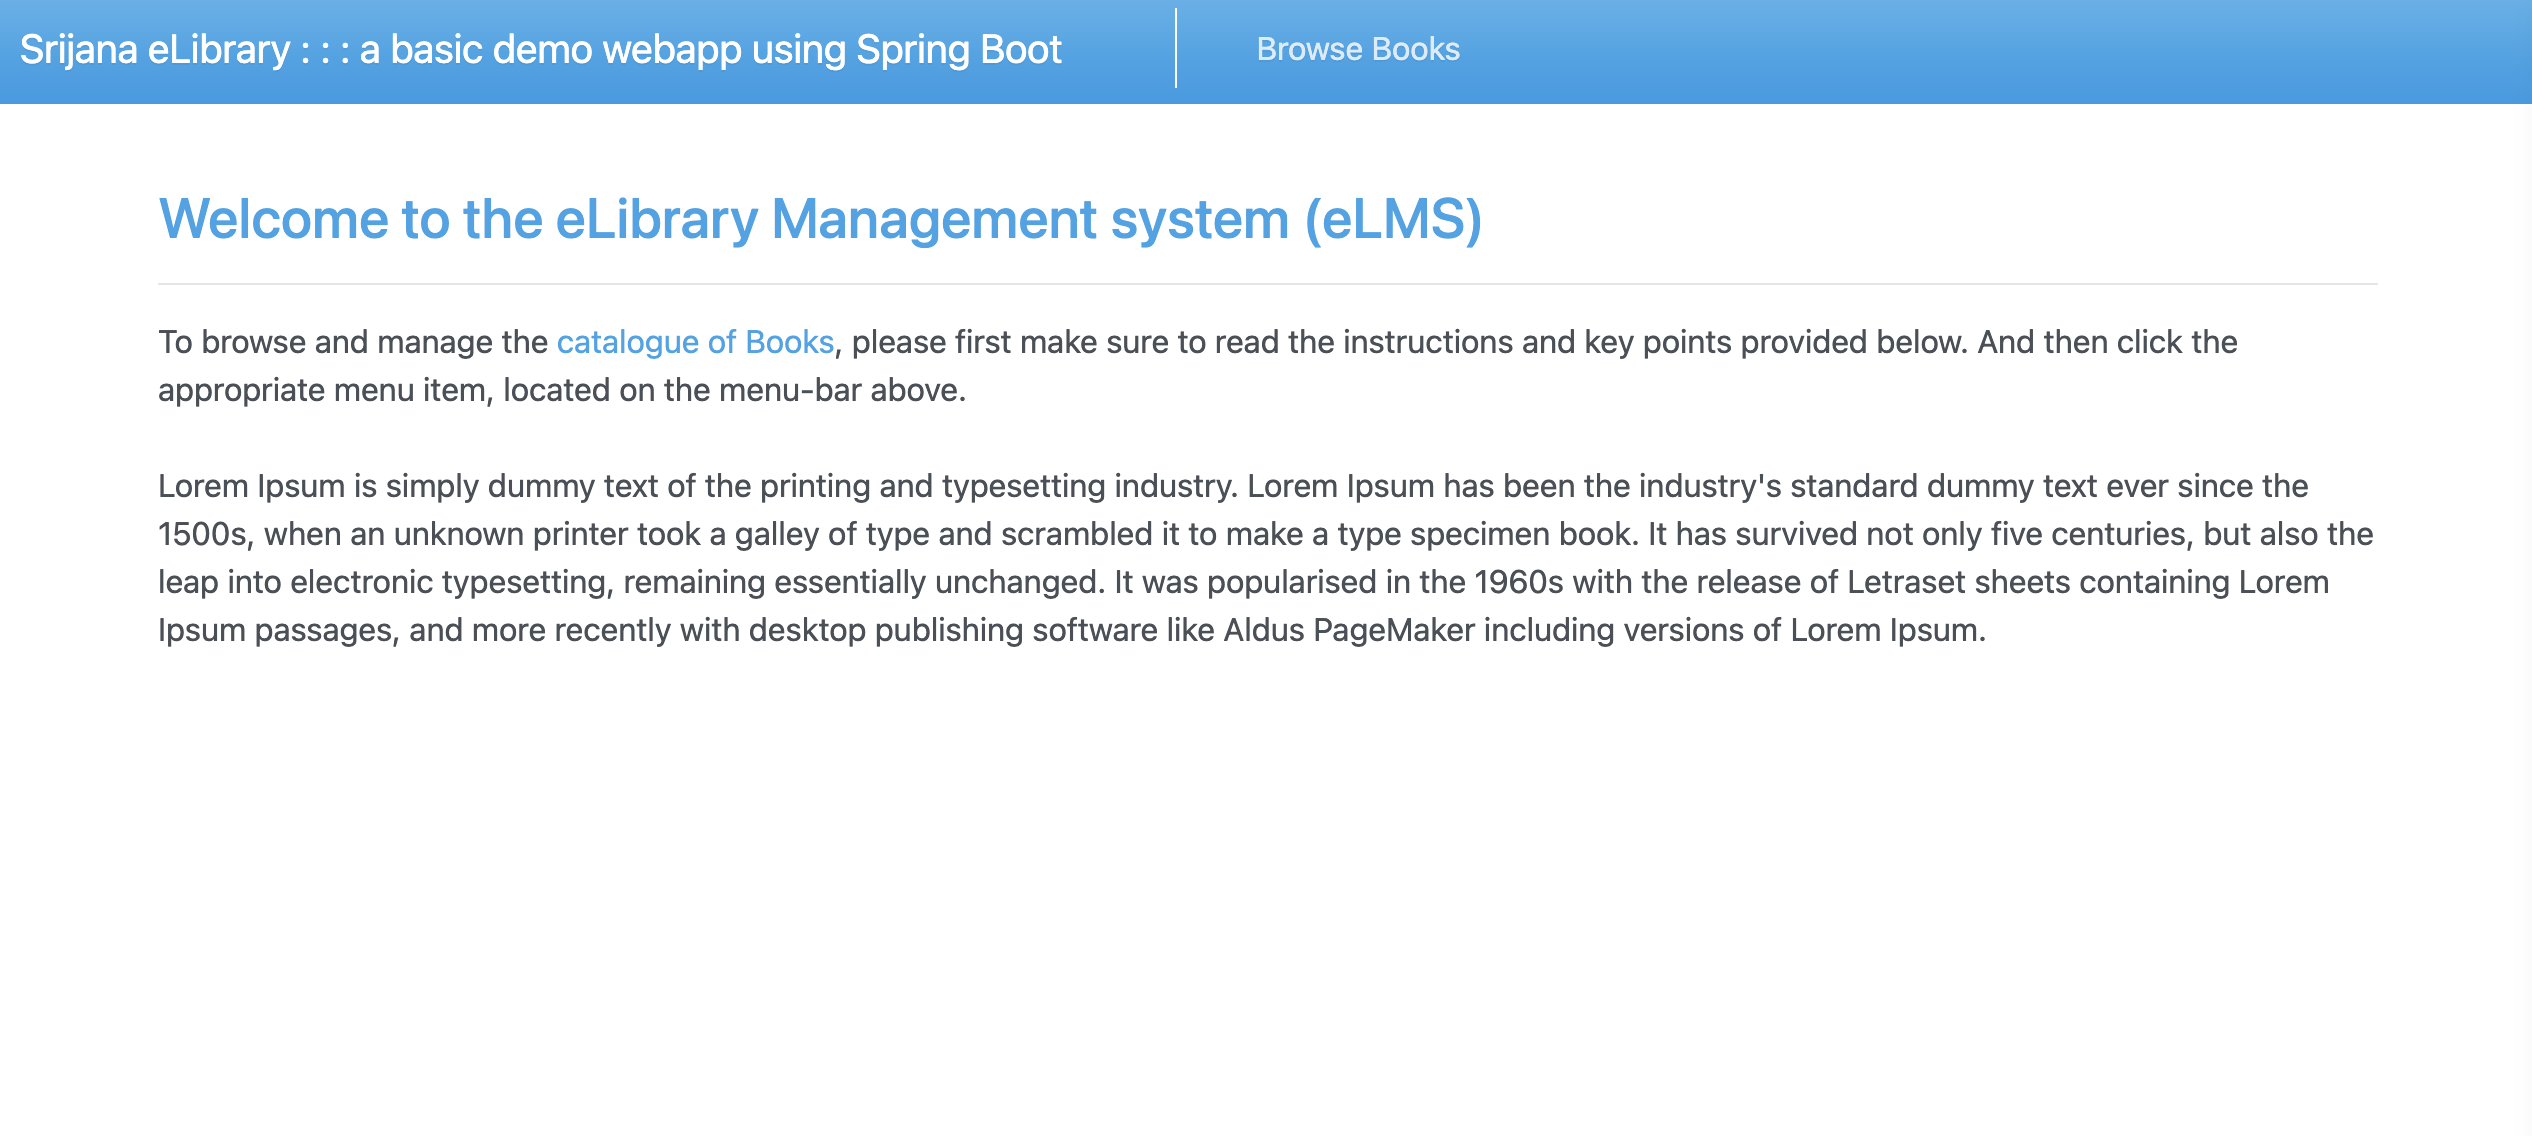 Srijana eLibrary : : : a basic demo webapp using Spring Boot
Browse Books
Welcome to the eLibrary Management system (eLMS)
To browse and manage the catalogue of Books, please first make sure to read the instructions and key points provided below. And then click the
appropriate menu item, located on the menu-bar above.
Lorem Ipsum is simply dummy text of the printing and typesetting industry. Lorem Ipsum has been the industry's standard dummy text ever since the
1500s, when an unknown printer took a galley of type and scrambled it to make a type specimen book. It has survived not only five centuries, but also the
leap into electronic typesetting, remaining essentially unchanged. It was popularised in the 1960s with the release of Letraset sheets containing Lorem
Ipsum passages, and more recently with desktop publishing software like Aldus PageMaker including versions of Lorem Ipsum.